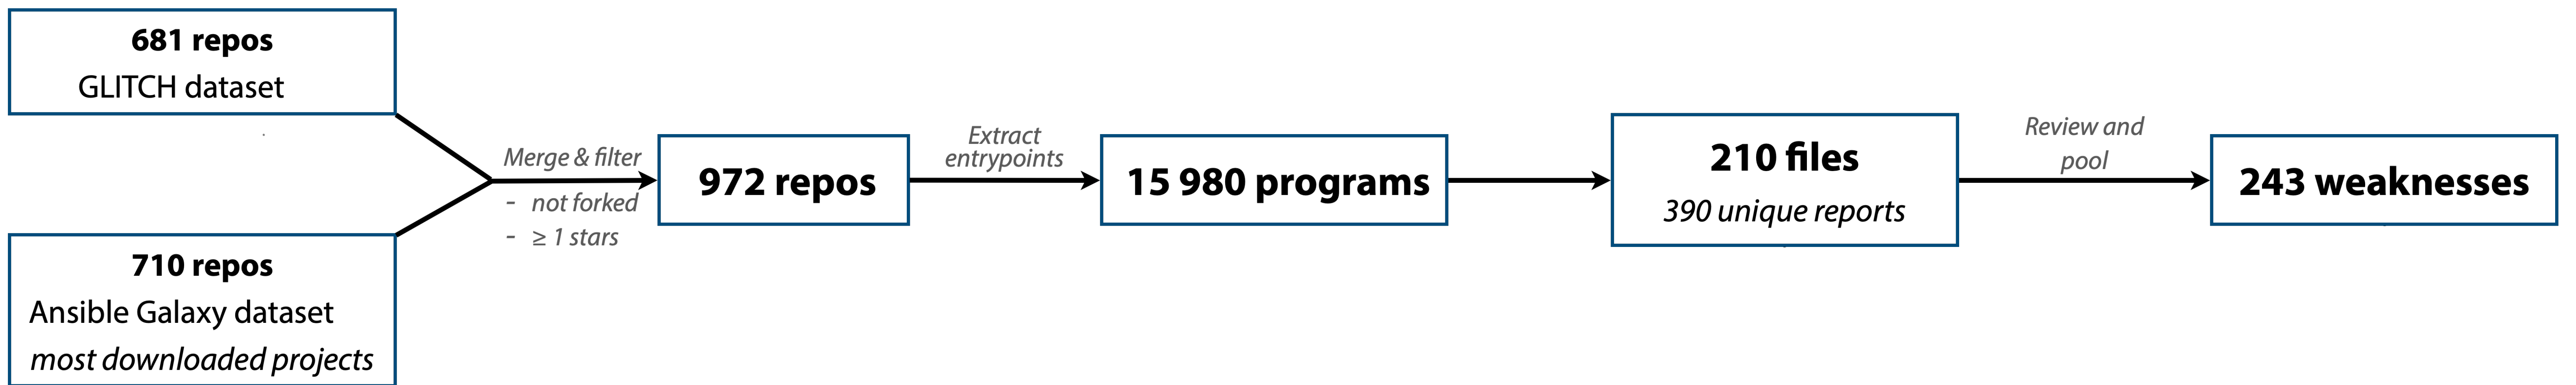 681 repos
GLITCH dataset
710 repos
Ansible Galaxy dataset
most downloaded projects
Merge & filter
- not forked
- ≥ 1 stars
972 repos
Extract
entrypoints
15 980 programs
210 files
390 unique reports
Review and
pool
243 weaknesses